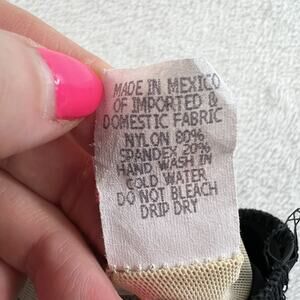 MADE IN MEXICO
OF IMPORTED &
DOMESTIC FABRIC
NYLON 80%
SPANDEX 20%
HAND WASH IN
COLD WATER
DO NOT BLEACH
DRIP DRY